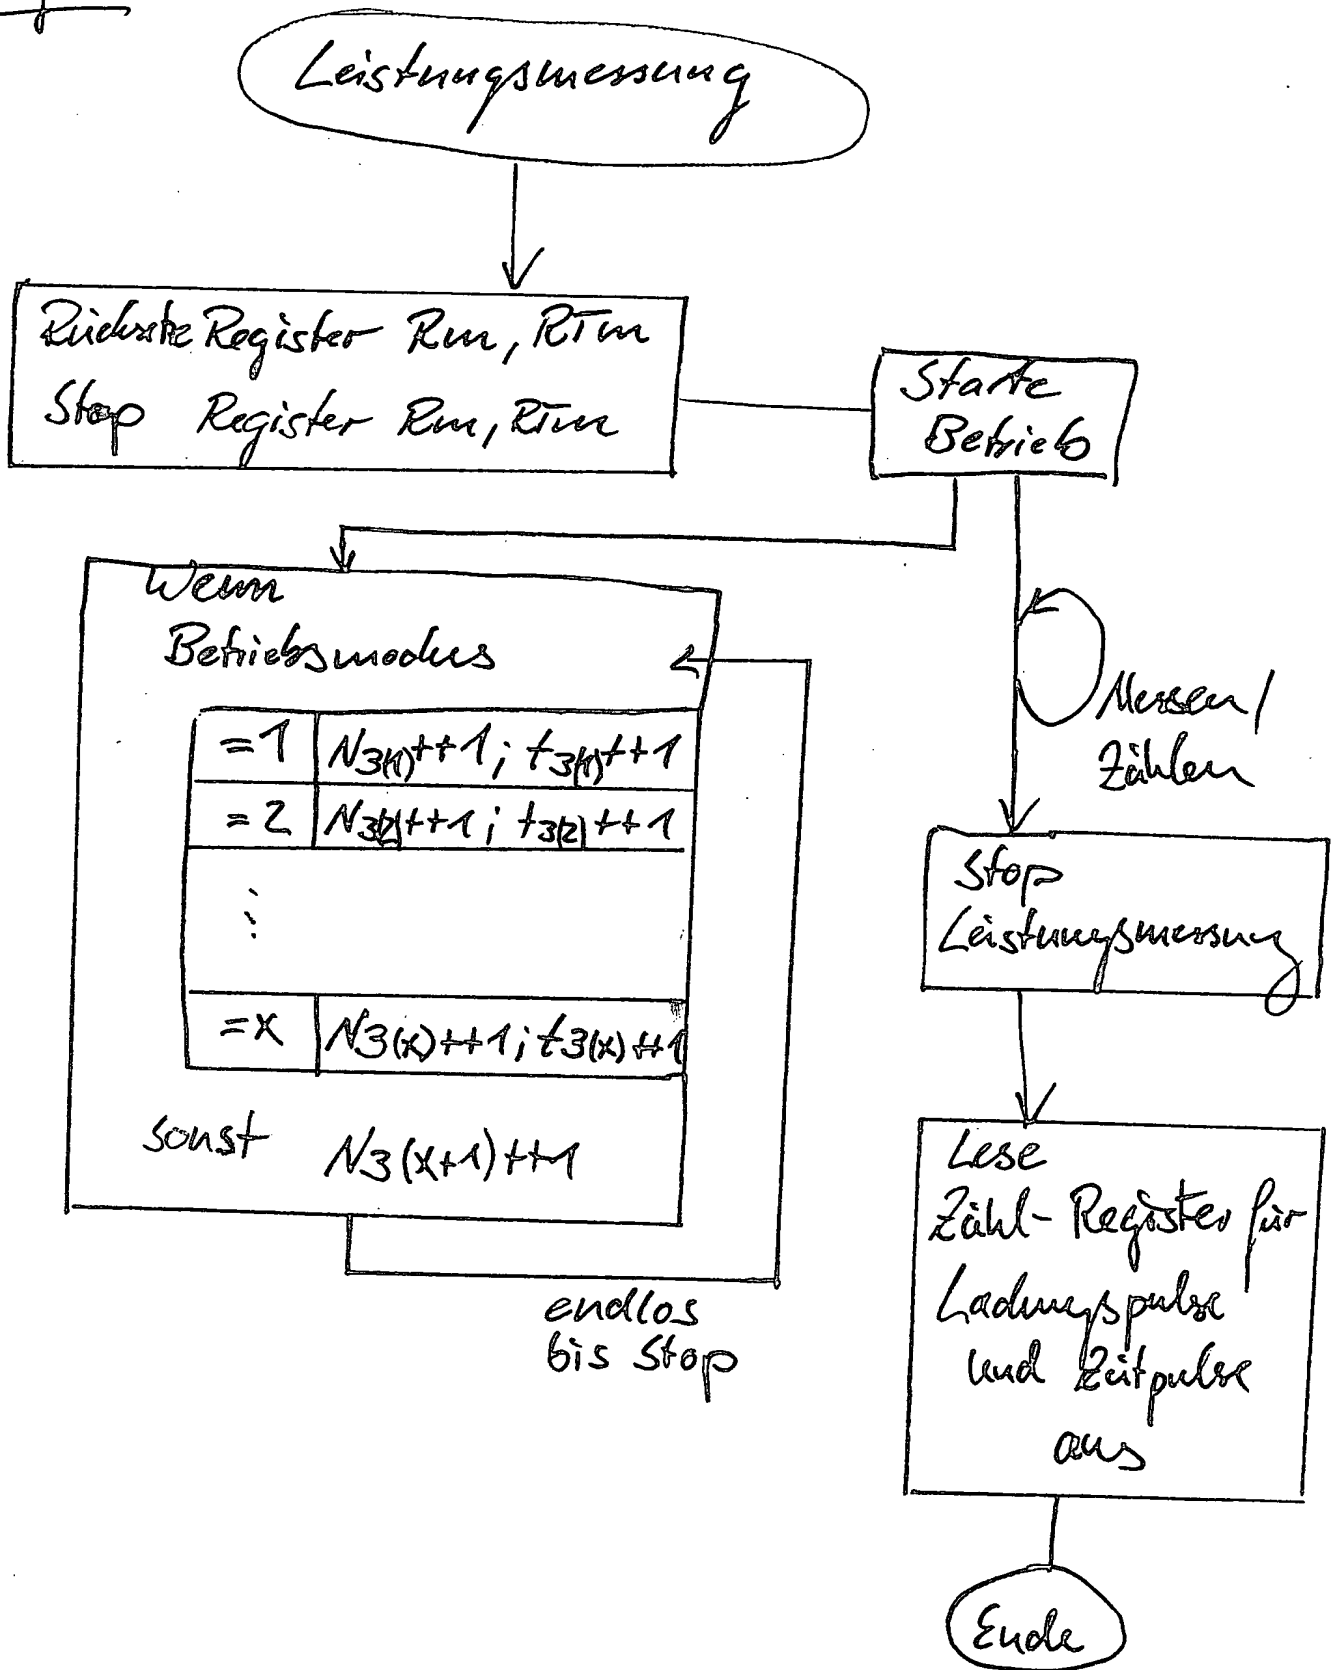 Leistungsmessung
Rücksetze Register Rm, RTm
Stop Register Rm, RTm
Starte
Betrieb
Wenn
Betriebsmodus
=1 N3(1)++1; t3(1)++1
=2 N3(2)++1; t3(2)++1
⋮
=x N3(x)++1; t3(x)++1
sonst N3(x+1)++1
endlos
bis Stop
Messen/
Zählen
Stop
Leistungsmessung
Lese
Zähl-Register für
Ladungspulse
und Zeitpulse
aus
Ende